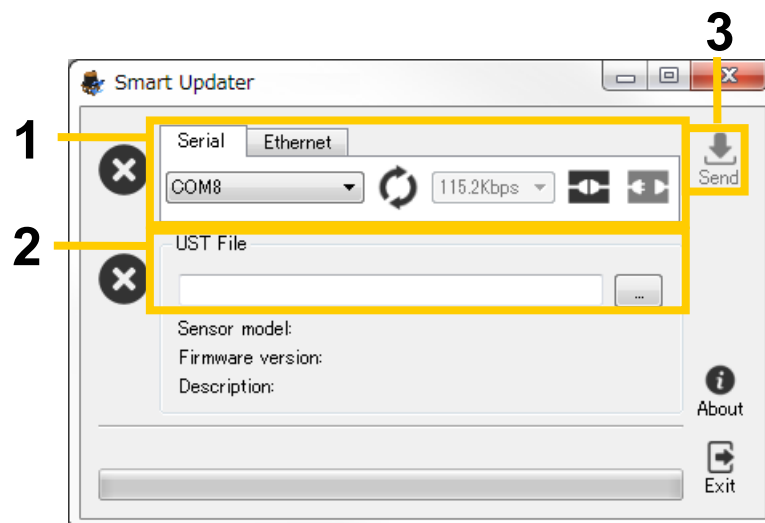 3
Smart Updater
1
Serial
Ethernet
COM8
115.2Kbps
Send
2
UST File
...
Sensor model:
Firmware version:
Description:
About
Exit